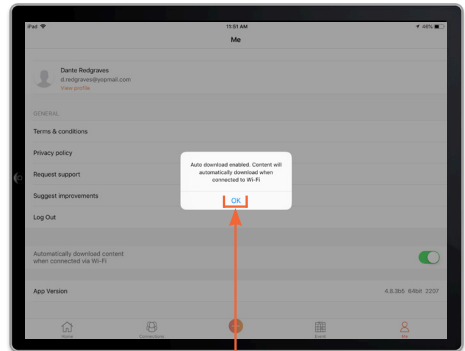 iPad
11:51 AM
46%
Me
Dante Redgraves
d.redgraves@yopmail.com
View profile
GENERAL
Terms & conditions
Privacy policy
Request support
Suggest improvements
Log Out
Auto download enabled. Content will
automatically download when
connected to Wi-Fi
OK
Automatically download content
when connected via Wi-Fi
App Version
4.8.3b5 64bit 2207
Home
Connections
Event
Me